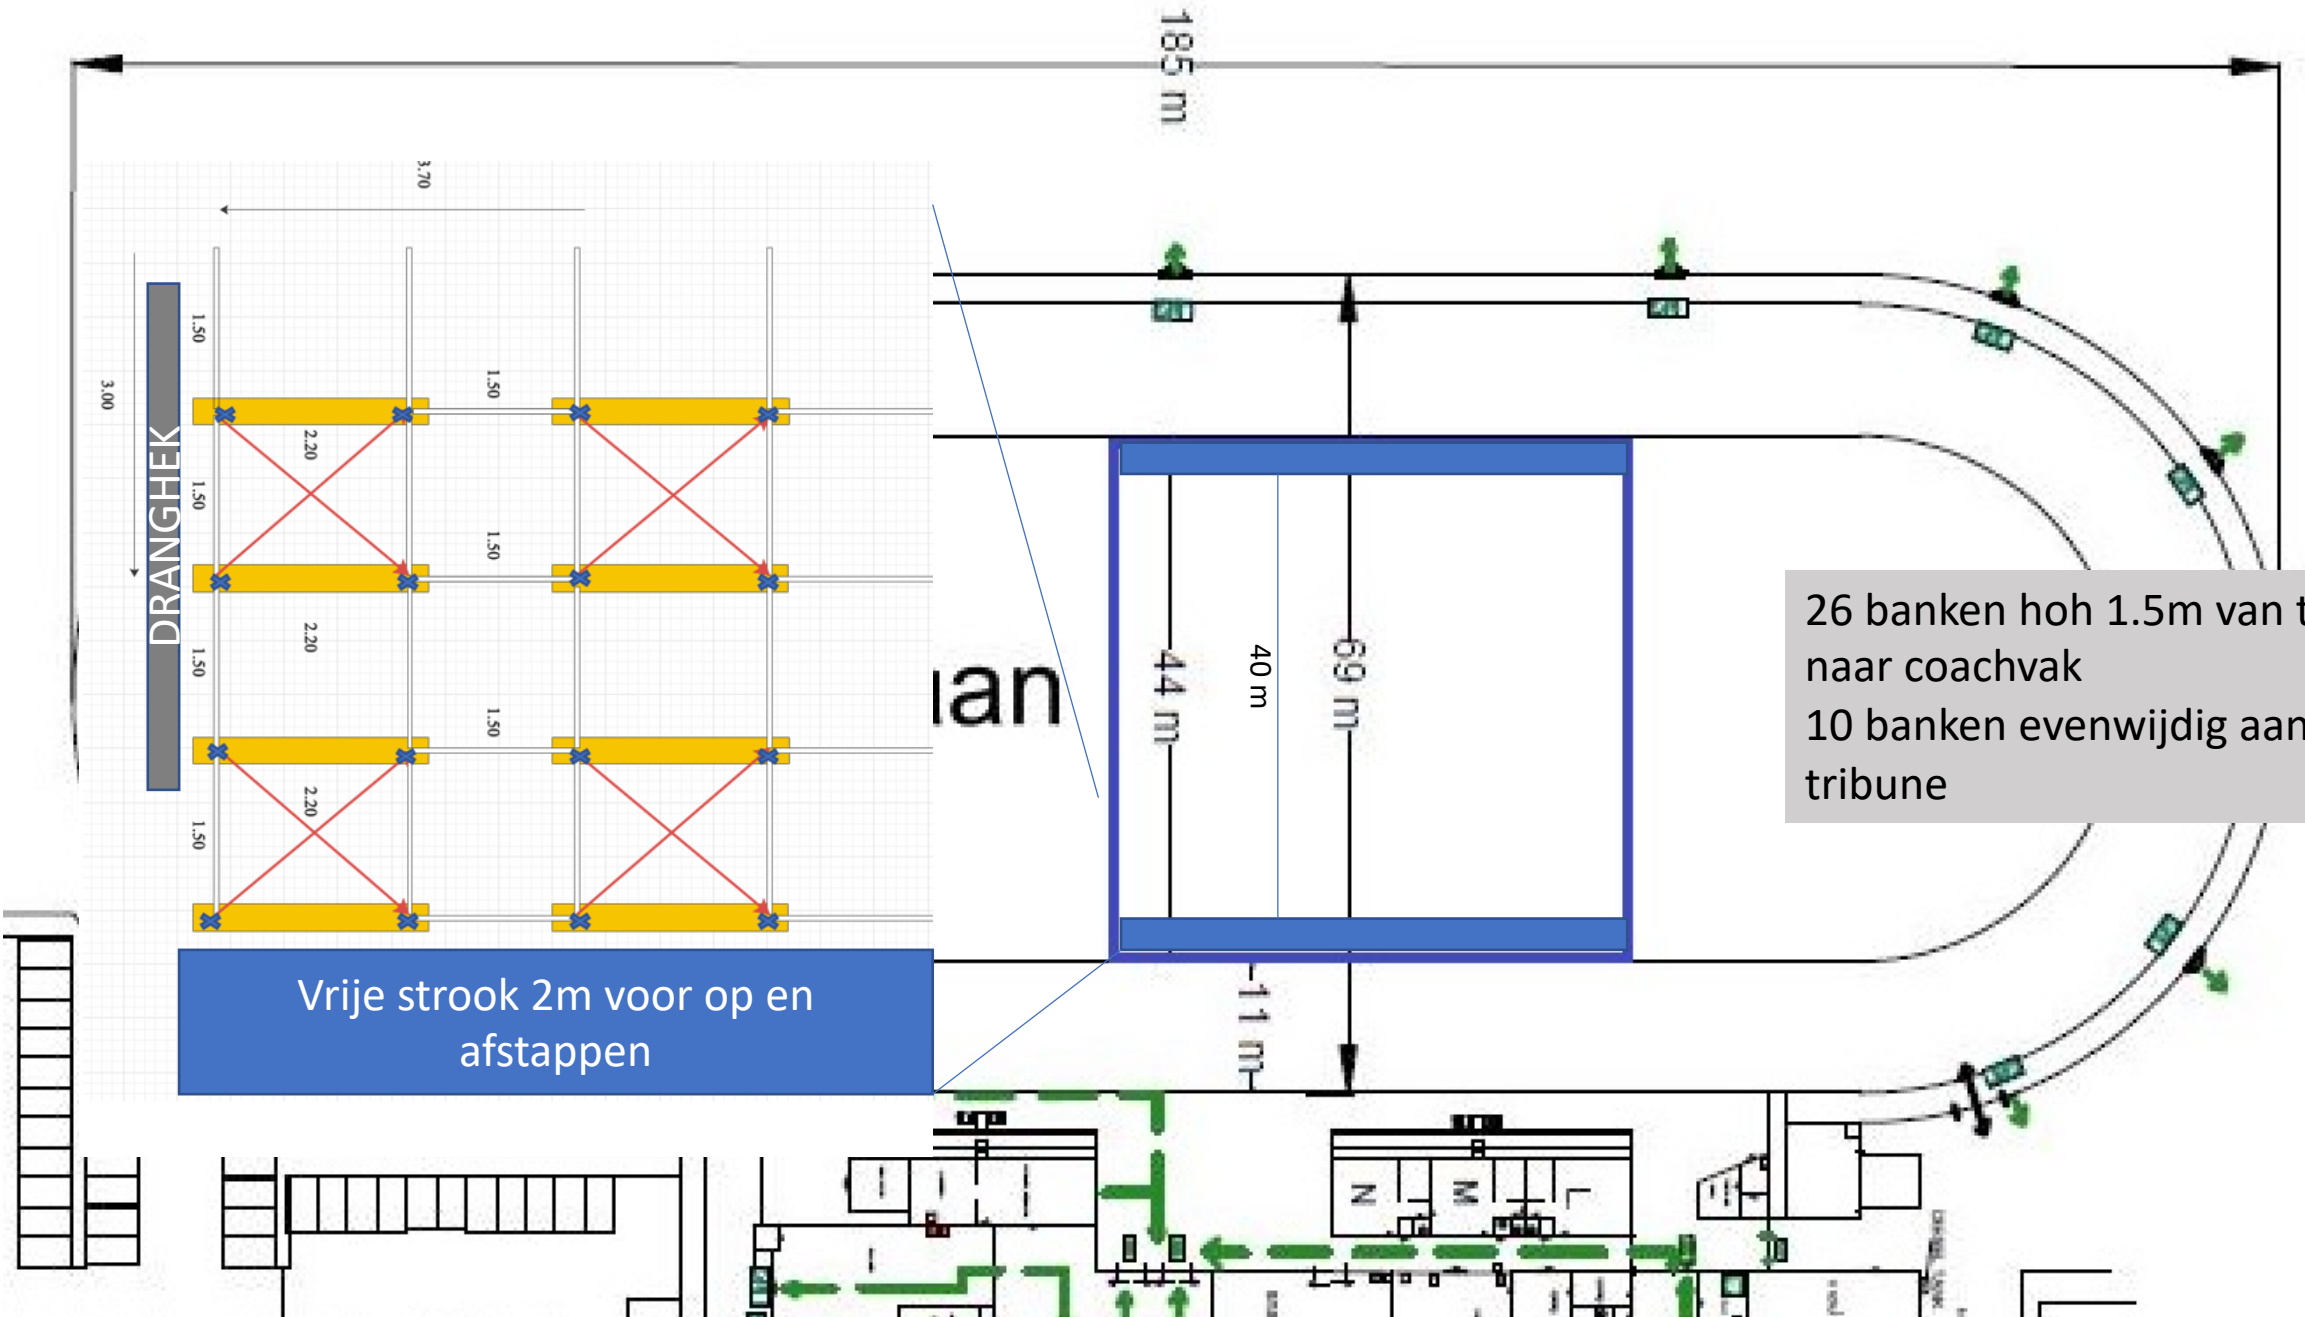 185 m
3.70
1.50
3.00
DRANGHEK
1.50
2.20
1.50
1.50
2.20
1.50
1.50
1.50
2.20
1.50
Vrije strook 2m voor op en
afstappen
44 m
40 m
69 m
11 m
26 banken hoh 1.5m van
naar coachvak
10 banken evenwijdig aan
tribune
N
M
L